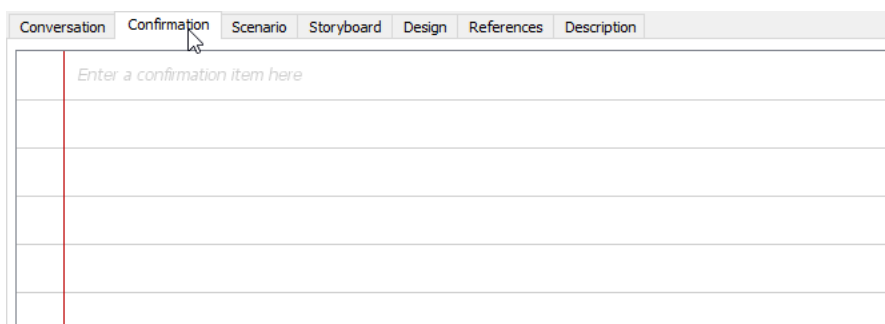 Conversation Confirmation Scenario Storyboard Design References Description
Enter a confirmation item here